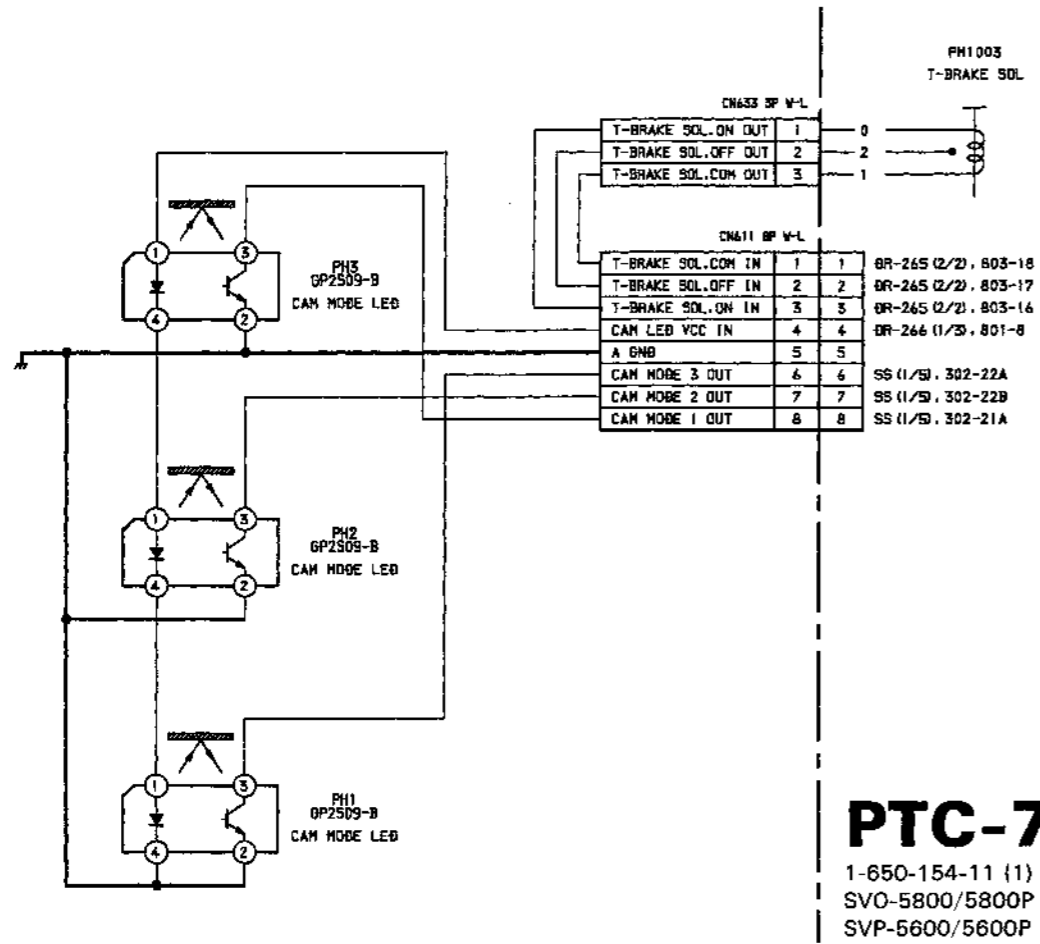 PM1003
T-BRAKE SOL
CN633 3P W-L
T-BRAKE SOL.ON OUT 1 0
T-BRAKE SOL.OFF OUT 2 2
T-BRAKE SOL.COM OUT 3 1
CN611 8P W-L
T-BRAKE SOL.COM IN 1 1 DR-265 (2/2), 803-18
T-BRAKE SOL.OFF IN 2 2 DR-265 (2/2), 803-17
T-BRAKE SOL.ON IN 3 3 DR-265 (2/2), 803-16
CAM LED VCC IN 4 4 DR-266 (1/3), 801-8
A GND 5 5
CAM MODE 3 OUT 6 6 SS (1/5), 302-22A
CAM MODE 2 OUT 7 7 SS (1/5), 302-22B
CAM MODE 1 OUT 8 8 SS (1/5), 302-21A
1 3
PH3
GP2S09-B
CAM MODE LED
4 2
1 3
PH2
GP2S09-B
CAM MODE LED
4 2
1 3
PH1
GP2S09-B
CAM MODE LED
4 2
PTC-7
1-650-154-11 (1)
SVO-5800/5800P
SVP-5600/5600P